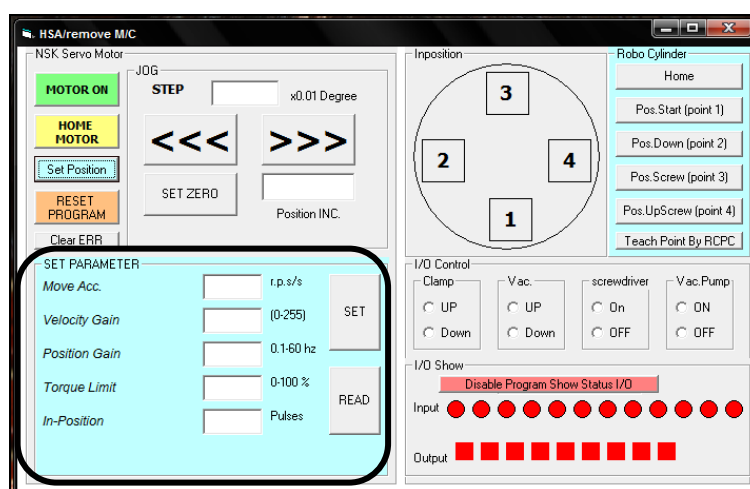 HSA/remove M/C
NSK Servo Motor
MOTOR ON
HOME
MOTOR
Set Position
RESET
PROGRAM
Clear ERR
JOG
STEP
x0.01 Degree
<<<
>>>
SET ZERO
Position INC.
Inposition
3
2
4
1
Robo Cylinder
Home
Pos.Start (point 1)
Pos.Down (point 2)
Pos.Screw (point 3)
Pos.UpScrew (point 4)
Teach Point By RCPC
SET PARAMETER
Move Acc. r.p.s/s
Velocity Gain (0-255)
Position Gain 0.1-60 hz
Torque Limit 0-100 %
In-Position Pulses
SET
READ
I/O Control
Clamp
UP
Down
Vac.
UP
Down
screwdriver
On
OFF
Vac.Pump
ON
OFF
I/O Show
Disable Program Show Status I/O
Input
Output